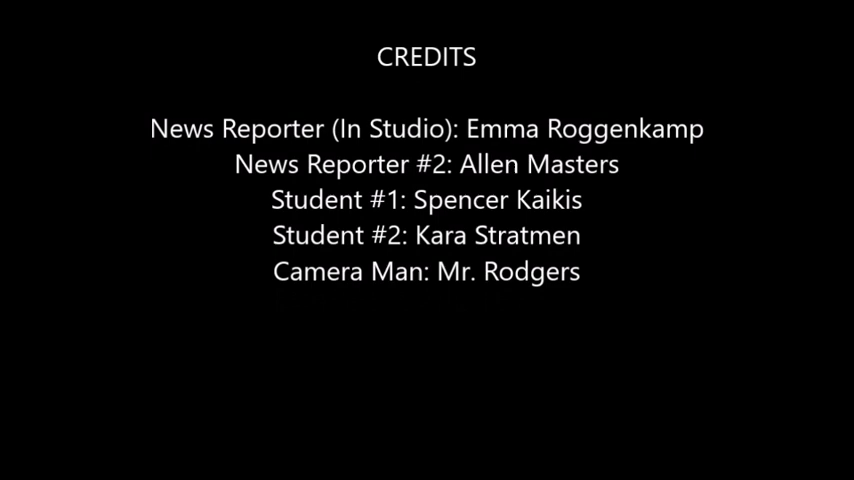 CREDITS
News Reporter (In Studio): Emma Roggenkamp
News Reporter #2: Allen Masters
Student #1: Spencer Kaikis
Student #2: Kara Stratmen
Camera Man: Mr. Rodgers